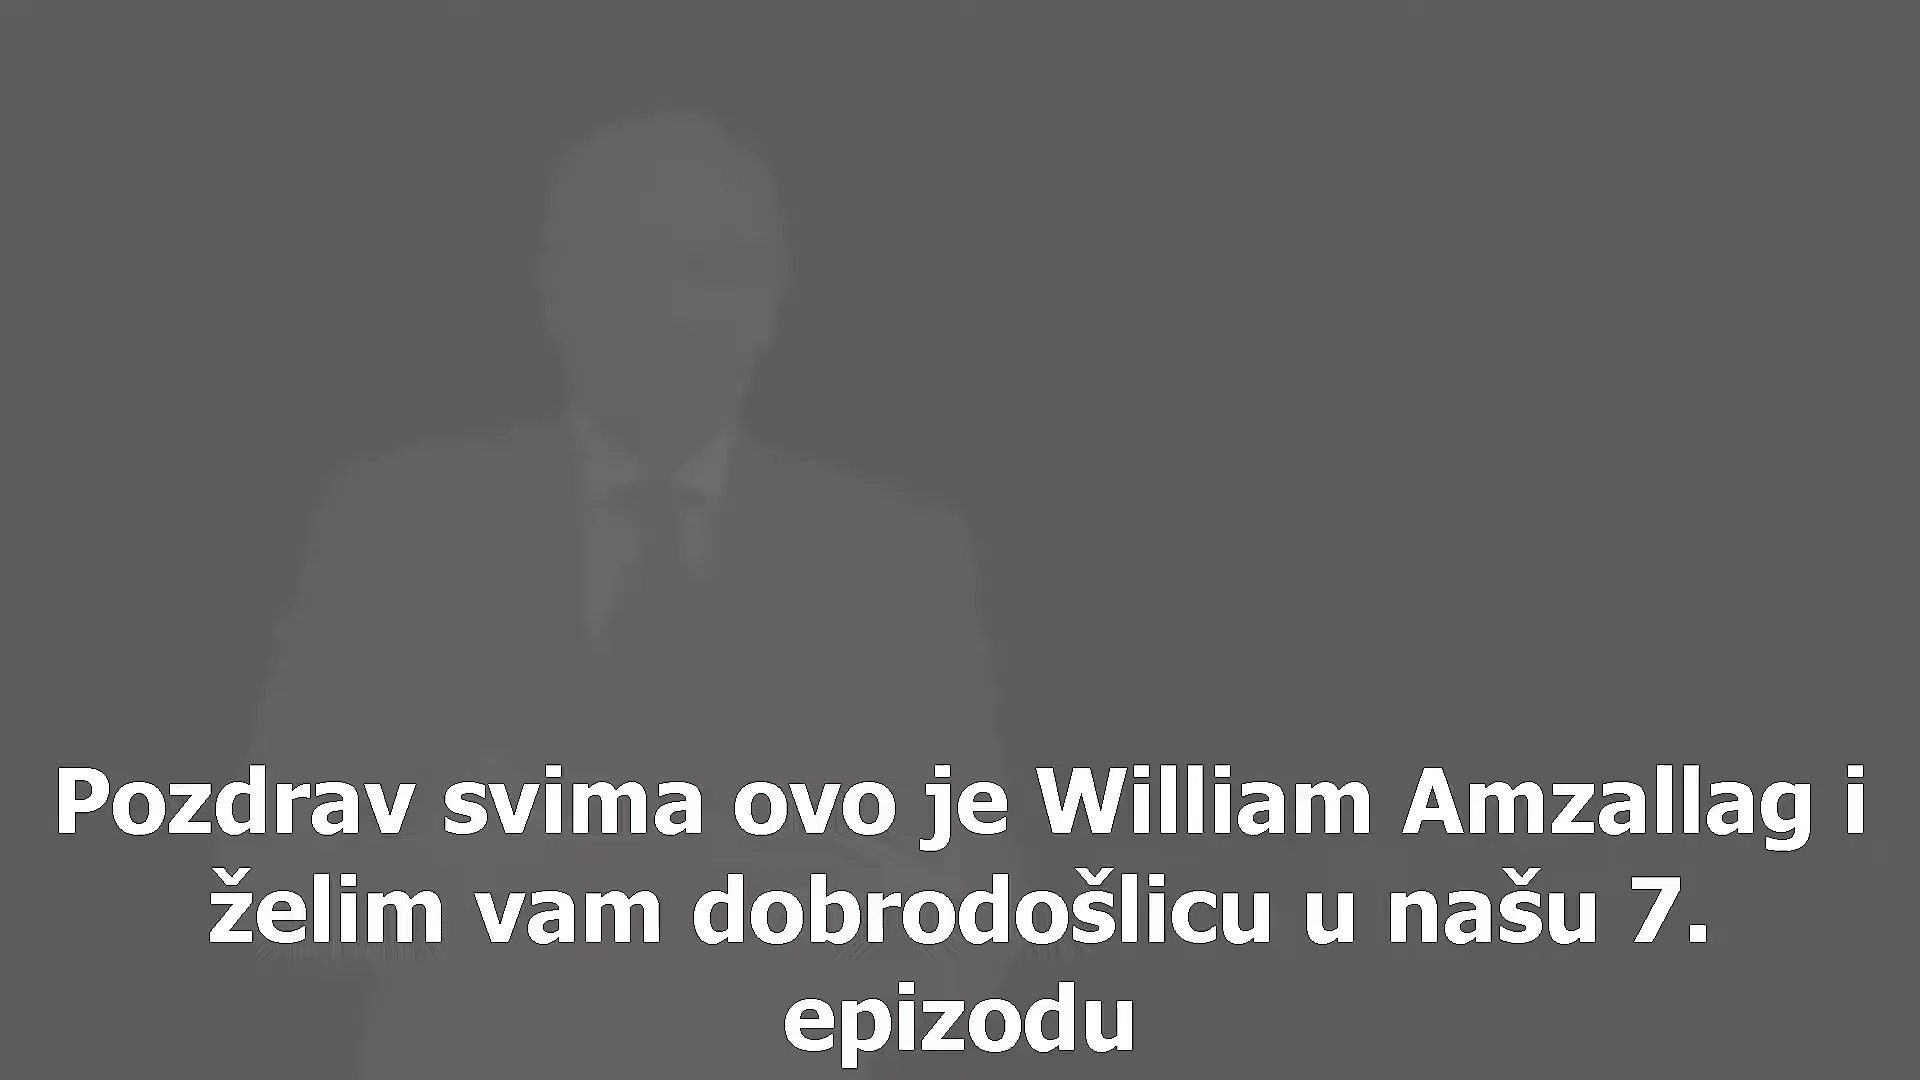 Pozdrav svima ovo je William Amzallag i
želim vam dobrodošlicu u našu 7.
epizodu